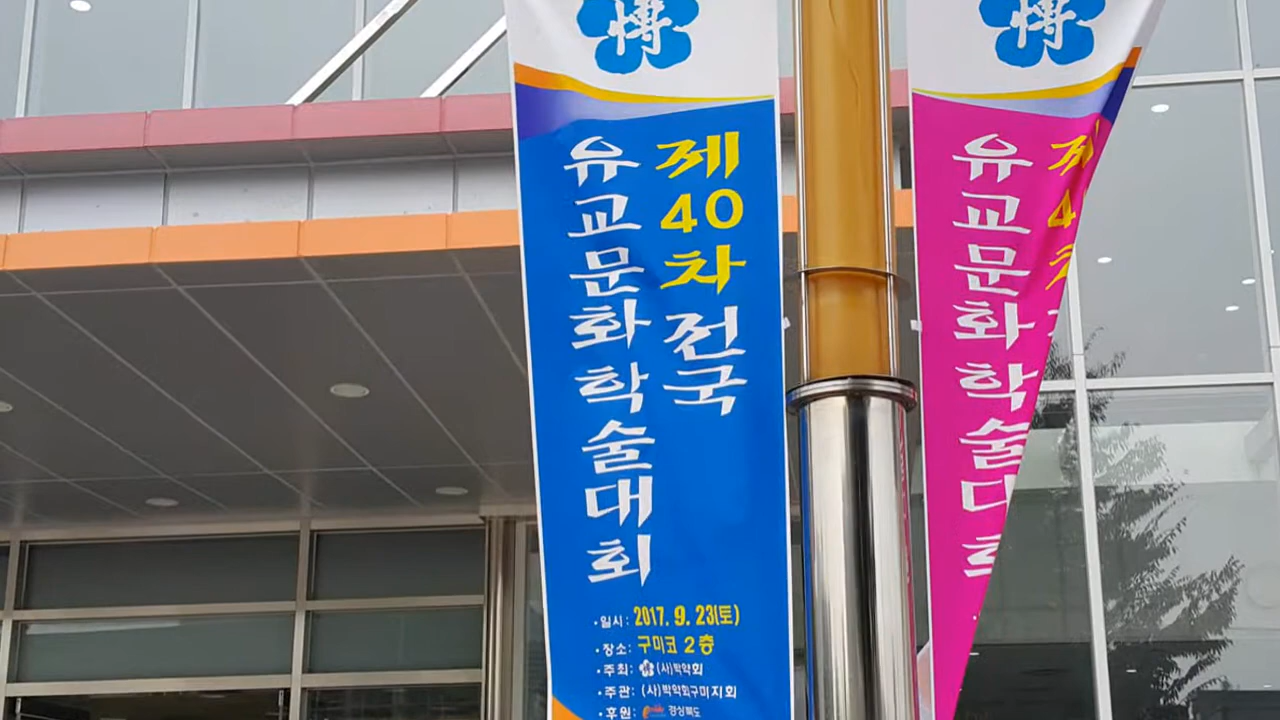 博
제40차 전국
유교문화 학술대회
·일시: 2017. 9. 23(토)
·장소: 구미코 2층
·주최: (사)박약회
·주관: (사)박약회구미지회
·후원: 경상북도
유교문화 학술대